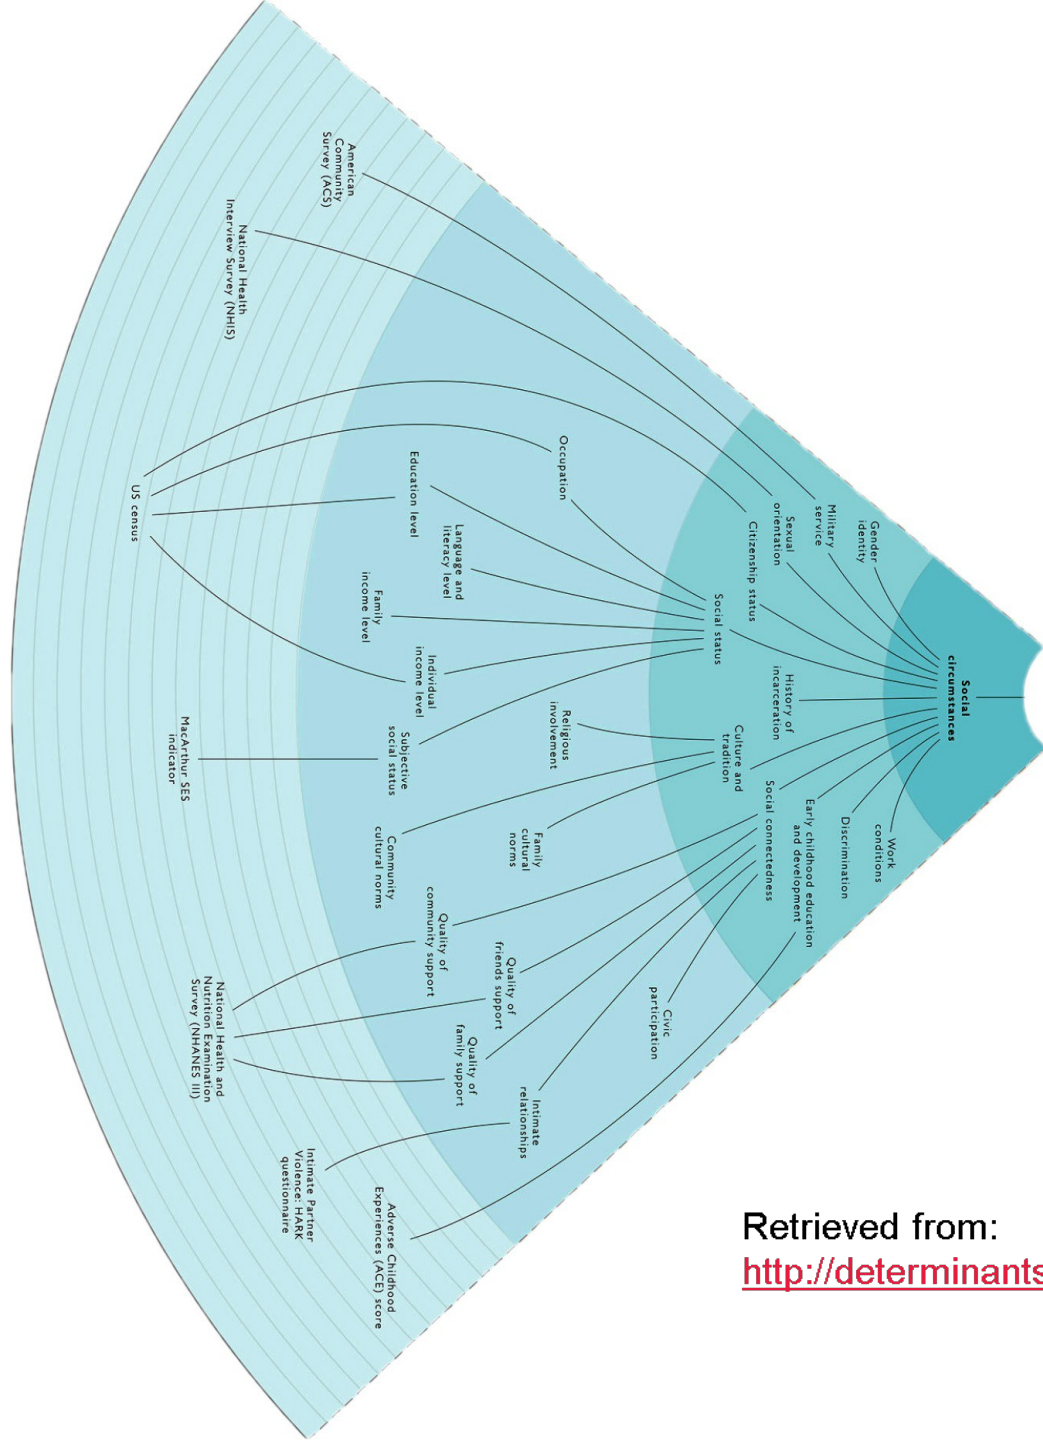 Social
circumstances
Gender
identity
Military
service
Sexual
orientation
Citizenship status
Social status
History of
incarceration
Culture and
tradition
Social connectedness
Early childhood education
and development
Discrimination
Work
conditions
Occupation
Education level
Language and
literacy level
Family
income level
Individual
income level
Subjective
social status
Religious
involvement
Community
cultural norms
Family
cultural
norms
Quality of
community support
Quality of
friends support
Quality of
family support
Intimate
relationships
Civic
participation
American
Community
Survey (ACS)
National Health
Interview Survey (NHIS)
US census
MacArthur SES
indicator
National Health and
Nutrition Examination
Survey (NHANES III)
Intimate Partner
Violence: HARK
questionnaire
Adverse Childhood
Experiences (ACE) score
Retrieved from:
http://determinants